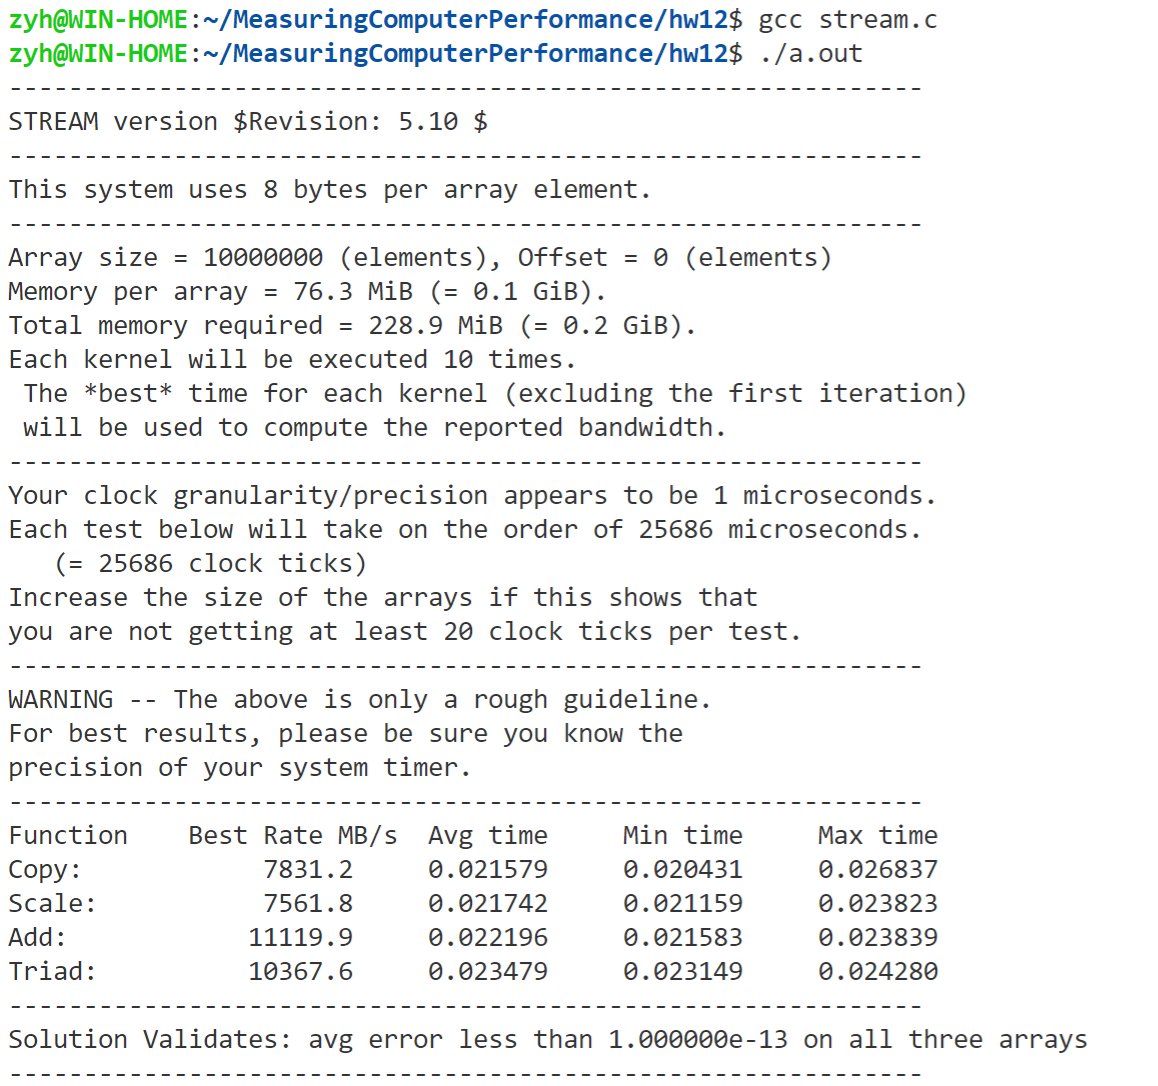 zyh@WIN-HOME:~/MeasuringComputerPerformance/hw12$ gcc stream.c
zyh@WIN-HOME:~/MeasuringComputerPerformance/hw12$ ./a.out
-------------------------------------------------------------
STREAM version $Revision: 5.10 $
-------------------------------------------------------------
This system uses 8 bytes per array element.
-------------------------------------------------------------
Array size = 10000000 (elements), Offset = 0 (elements)
Memory per array = 76.3 MiB (= 0.1 GiB).
Total memory required = 228.9 MiB (= 0.2 GiB).
Each kernel will be executed 10 times.
 The *best* time for each kernel (excluding the first iteration)
 will be used to compute the reported bandwidth.
-------------------------------------------------------------
Your clock granularity/precision appears to be 1 microseconds.
Each test below will take on the order of 25686 microseconds.
   (= 25686 clock ticks)
Increase the size of the arrays if this shows that
you are not getting at least 20 clock ticks per test.
-------------------------------------------------------------
WARNING -- The above is only a rough guideline.
For best results, please be sure you know the
precision of your system timer.
-------------------------------------------------------------
Function    Best Rate MB/s  Avg time     Min time     Max time
Copy:            7831.2     0.021579     0.020431     0.026837
Scale:           7561.8     0.021742     0.021159     0.023823
Add:            11119.9     0.022196     0.021583     0.023839
Triad:          10367.6     0.023479     0.023149     0.024280
-------------------------------------------------------------
Solution Validates: avg error less than 1.000000e-13 on all three arrays
-------------------------------------------------------------